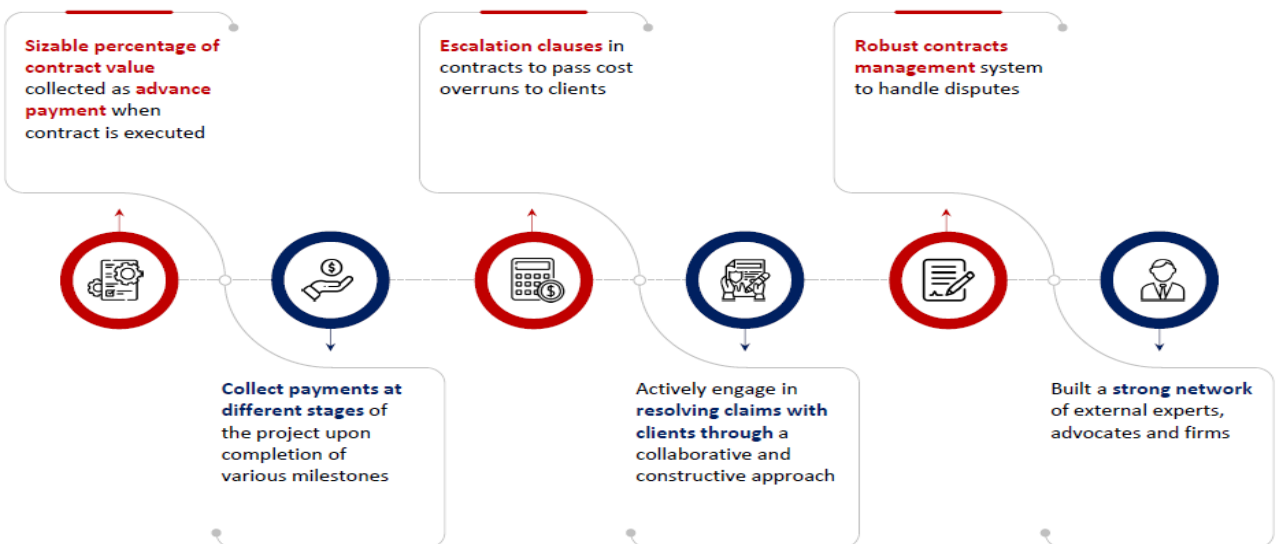 Sizable percentage of
contract value
collected as advance
payment when
contract is executed
Collect payments at
different stages of
the project upon
completion of
various milestones
Escalation clauses in
contracts to pass cost
overruns to clients
Actively engage in
resolving claims with
clients through a
collaborative and
constructive approach
Robust contracts
management system
to handle disputes
Built a strong network
of external experts,
advocates and firms